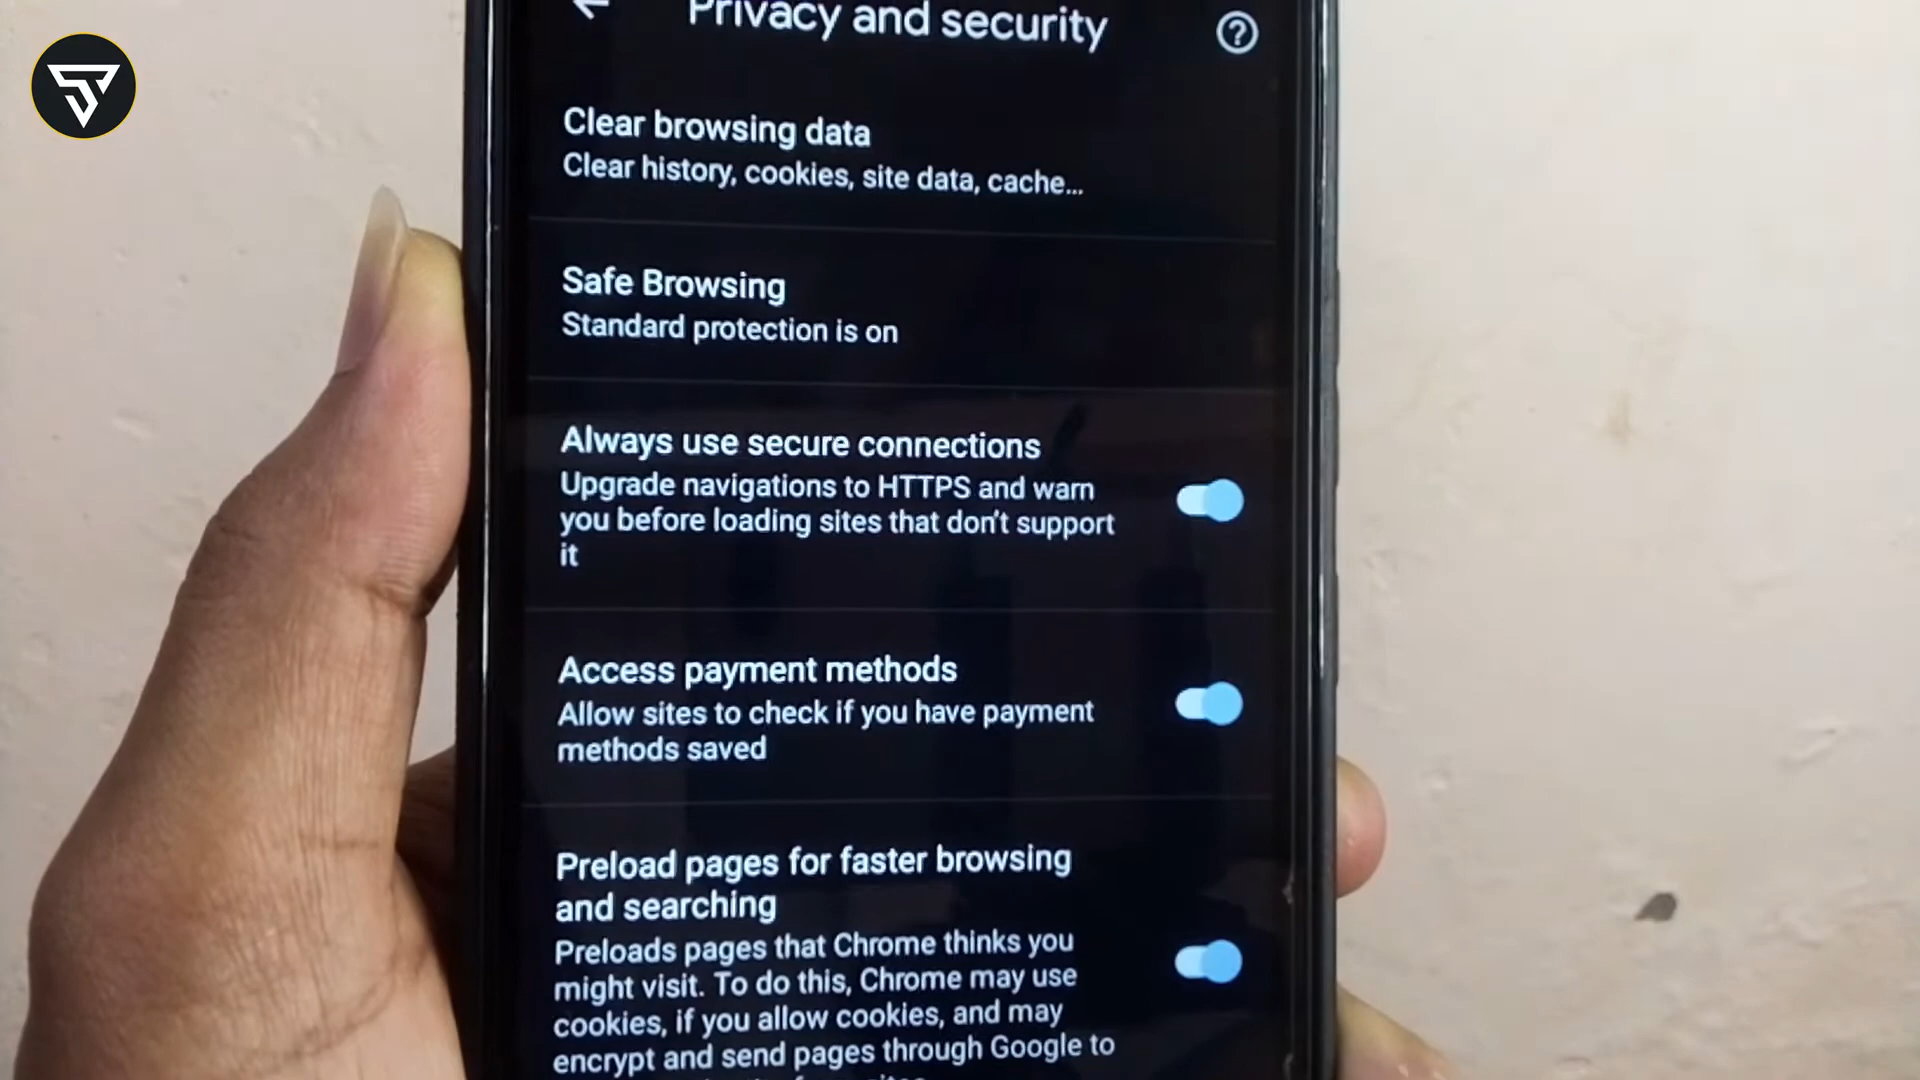 Privacy and security
Clear browsing data
Clear history, cookies, site data, cache...
Safe Browsing
Standard protection is on
Always use secure connections
Upgrade navigations to HTTPS and warn
you before loading sites that don't support
it
Access payment methods
Allow sites to check if you have payment
methods saved
Preload pages for faster browsing
and searching
Preloads pages that Chrome thinks you
might visit. To do this, Chrome may use
cookies, if you allow cookies, and may
encrypt and send pages through Google to